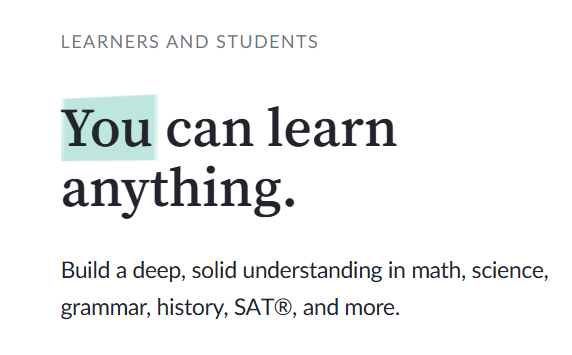 LEARNERS AND STUDENTS
You can learn
anything.
Build a deep, solid understanding in math, science,
grammar, history, SAT®, and more.